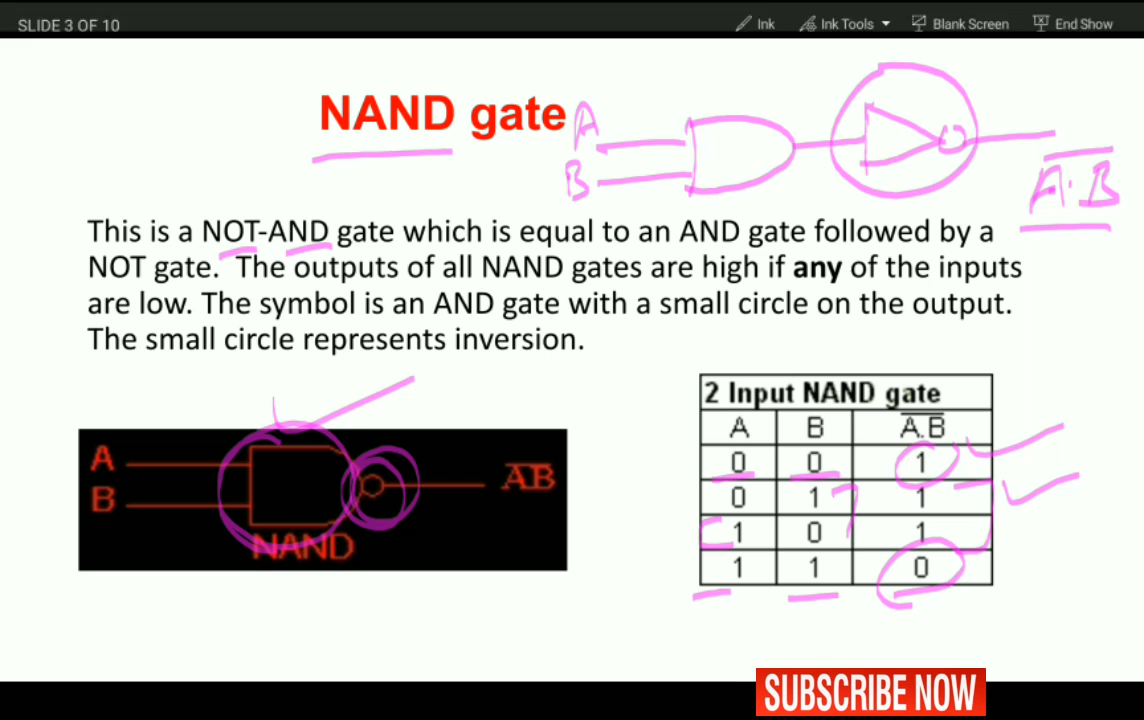 SLIDE 3 OF 10
Ink Ink Tools Blank Screen End Show
NAND gate
A
B
A.B
This is a NOT-AND gate which is equal to an AND gate followed by a
NOT gate. The outputs of all NAND gates are high if any of the inputs
are low. The symbol is an AND gate with a small circle on the output.
The small circle represents inversion.
A
B
A̅B̅
NAND
2 Input NAND gate
A B A̅.̅B̅
0 0 1
0 1 1
1 0 1
1 1 0
SUBSCRIBE NOW